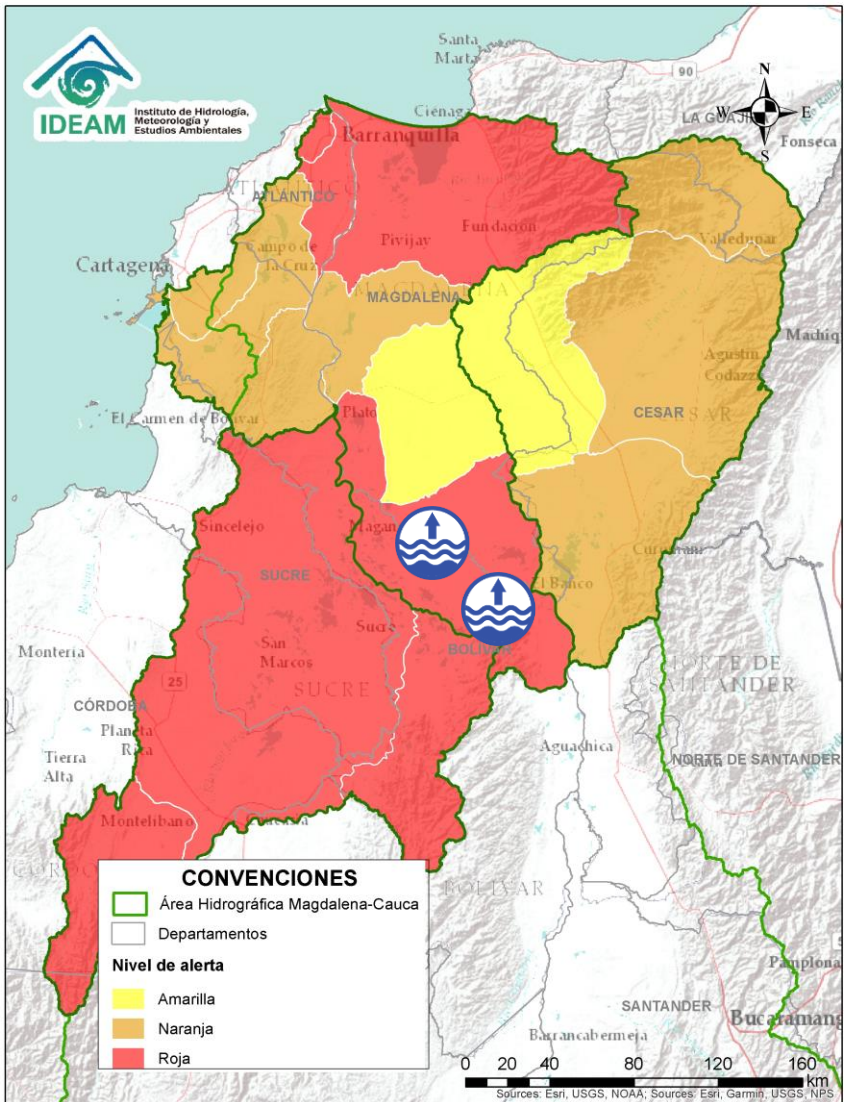 IDEAM
Instituto de Hidrología,
Meteorología y
Estudios Ambientales
Santa
Marta
90
N
W
E
S
LA GUAJI
Fonseca
Ciénaga
Barranquilla
ATLÁNTICO
Pivijay
Fundación
Valledupar
Cartagena
Campo de
la Cruz
MAGDALENA
Machiq
Agustín
Codazzi
CESAR
El Carmen de Bolívar
Plato
Sincelejo
Magan
SUCRE
El Banco
Sucre
San
Marcos
BOLÍVAR
Montería
25
SUCRE
NORTE DE
SANTANDER
CÓRDOBA
Planeta
Rica
Tierra
Alta
Aguachica
NORTE DE SANTANDER
Montelíbano
BOLÍVAR
CONVENCIONES
Área Hidrográfica Magdalena-Cauca
Departamentos
Nivel de alerta
Amarilla
Naranja
Roja
Pamplona
SANTANDER
Bucaramang
Barrancabermeja
0 20 40 80 120 160
km
Sources: Esri, USGS, NOAA; Sources: Esri, Garmin, USGS, NPS